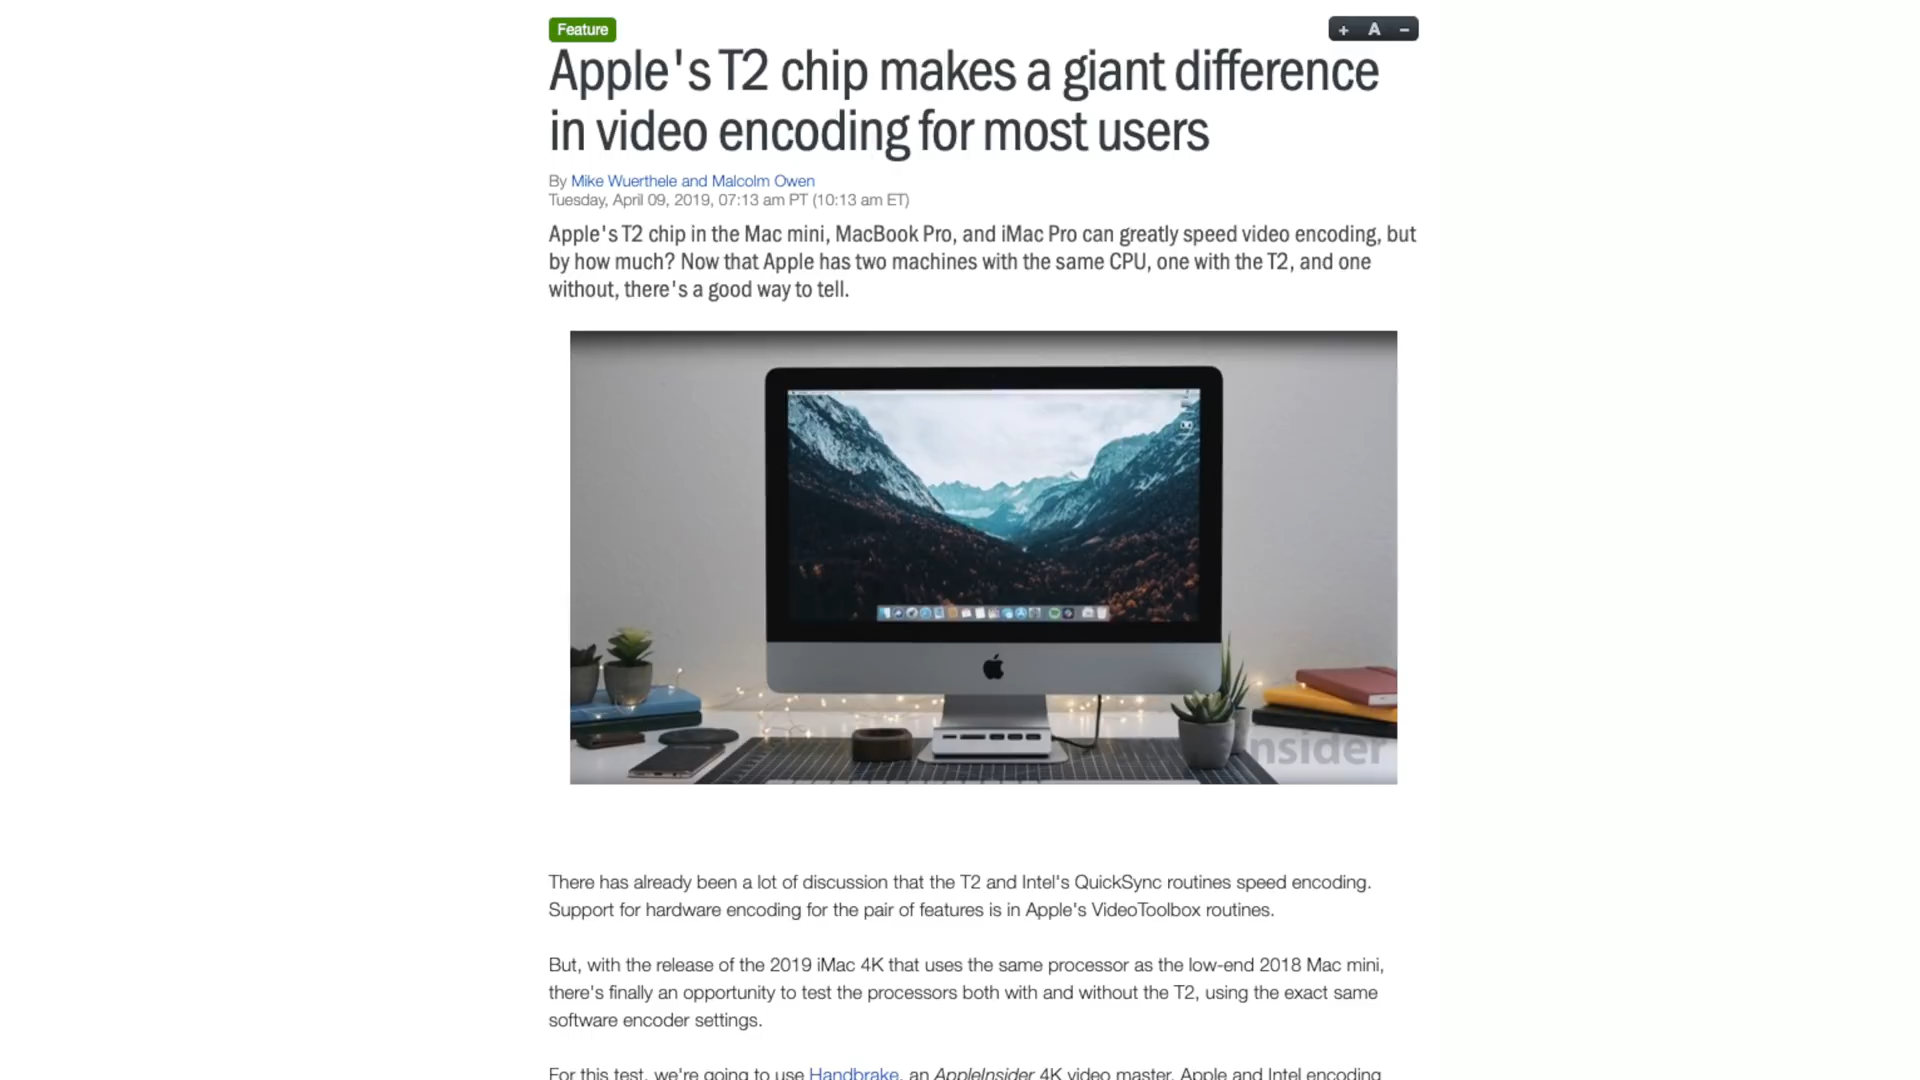 Feature
+ A −
Apple's T2 chip makes a giant difference
in video encoding for most users
By Mike Wuerthele and Malcolm Owen
Tuesday, April 09, 2019, 07:13 am PT (10:13 am ET)
Apple's T2 chip in the Mac mini, MacBook Pro, and iMac Pro can greatly speed video encoding, but
by how much? Now that Apple has two machines with the same CPU, one with the T2, and one
without, there's a good way to tell.
nsider
There has already been a lot of discussion that the T2 and Intel's QuickSync routines speed encoding.
Support for hardware encoding for the pair of features is in Apple's VideoToolbox routines.
But, with the release of the 2019 iMac 4K that uses the same processor as the low-end 2018 Mac mini,
there's finally an opportunity to test the processors both with and without the T2, using the exact same
software encoder settings.
For this test, we're going to use Handbrake, an AppleInsider 4K video master, Apple and Intel encoding